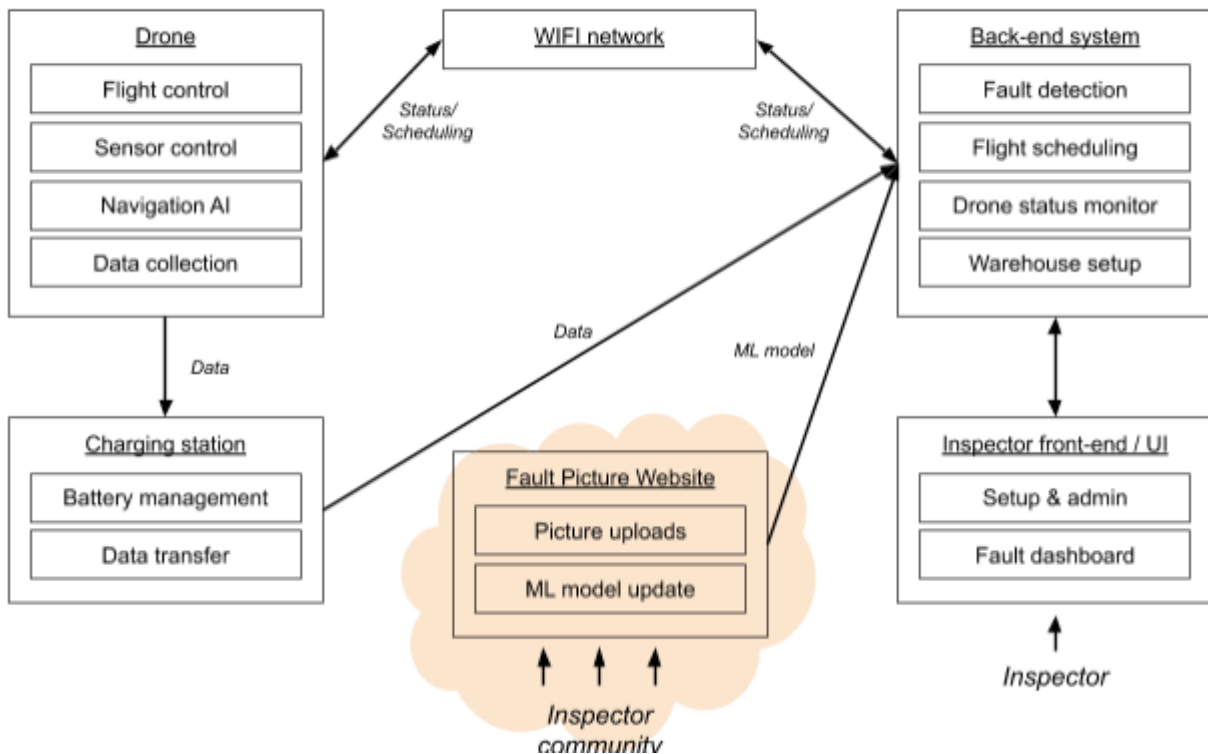 Drone
Flight control
Sensor control
Navigation AI
Data collection
WIFI network
Status/
Scheduling
Status/
Scheduling
Back-end system
Fault detection
Flight scheduling
Drone status monitor
Warehouse setup
Data
Data
ML model
Charging station
Battery management
Data transfer
Fault Picture Website
Picture uploads
ML model update
Inspector
community
Inspector front-end / UI
Setup & admin
Fault dashboard
Inspector